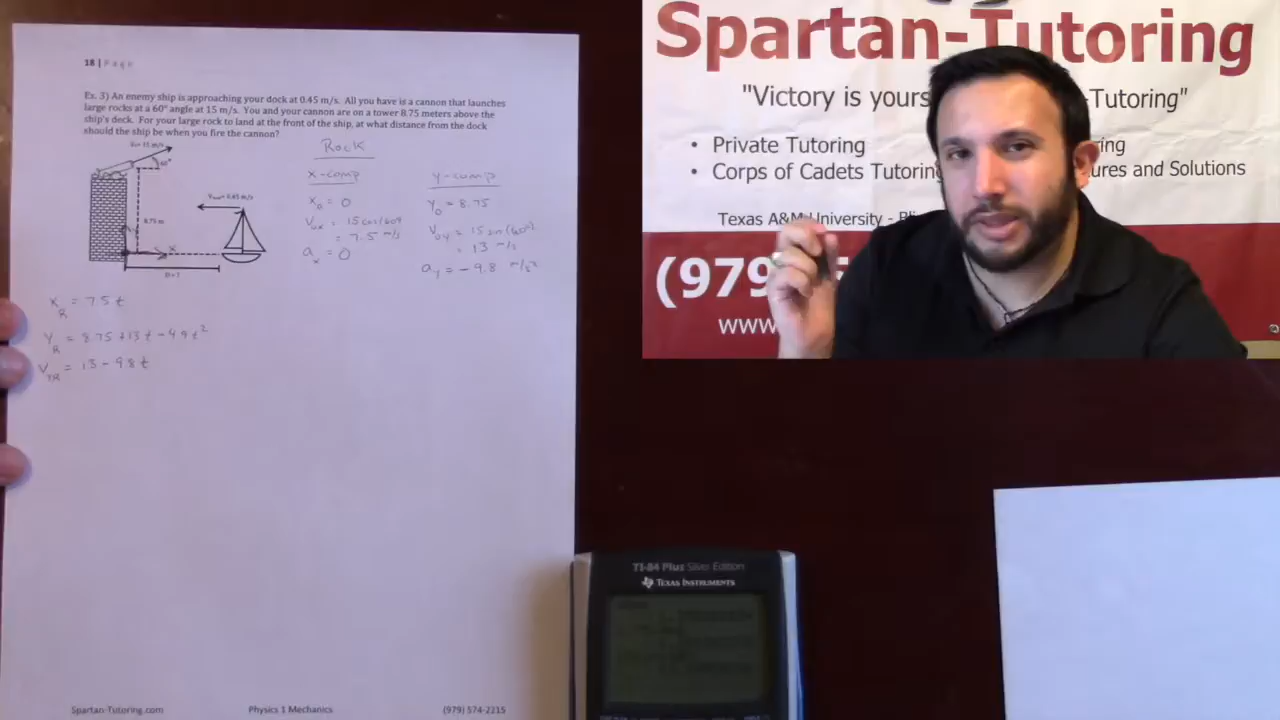 Spartan-Tutoring
"Victory is yours
-Tutoring"
• Private Tutoring
• Corps of Cadets Tutorin
ures and Solutions
Texas A&M University -
(979
www.
18 | P a g e
Ex. 3) An enemy ship is approaching your dock at 0.45 m/s. All you have is a cannon that launches
large rocks at a 60° angle at 15 m/s. You and your cannon are on a tower 8.75 meters above the
ship's deck. For your large rock to land at the front of the ship, at what distance from the dock
should the ship be when you fire the cannon?
Rock
x-comp
x₀ = 0
V₀ₓ = 15 cos(60°)
= 7.5 m/s
aₓ = 0
y-comp
y₀ = 8.75
V₀y = 15 sin(60°)
= 13 m/s
ay = -9.8 m/s²
60°
8.75 m
= 0.45 m/s
X
D=?
X_R = 7.5 t
Y_R = 8.75 + 13 t - 4.9 t²
V_YR = 13 - 9.8 t
Spartan-Tutoring.com
Physics 1 Mechanics
(979) 574-2215
TI-84 Plus Silver Edition
Texas Instruments